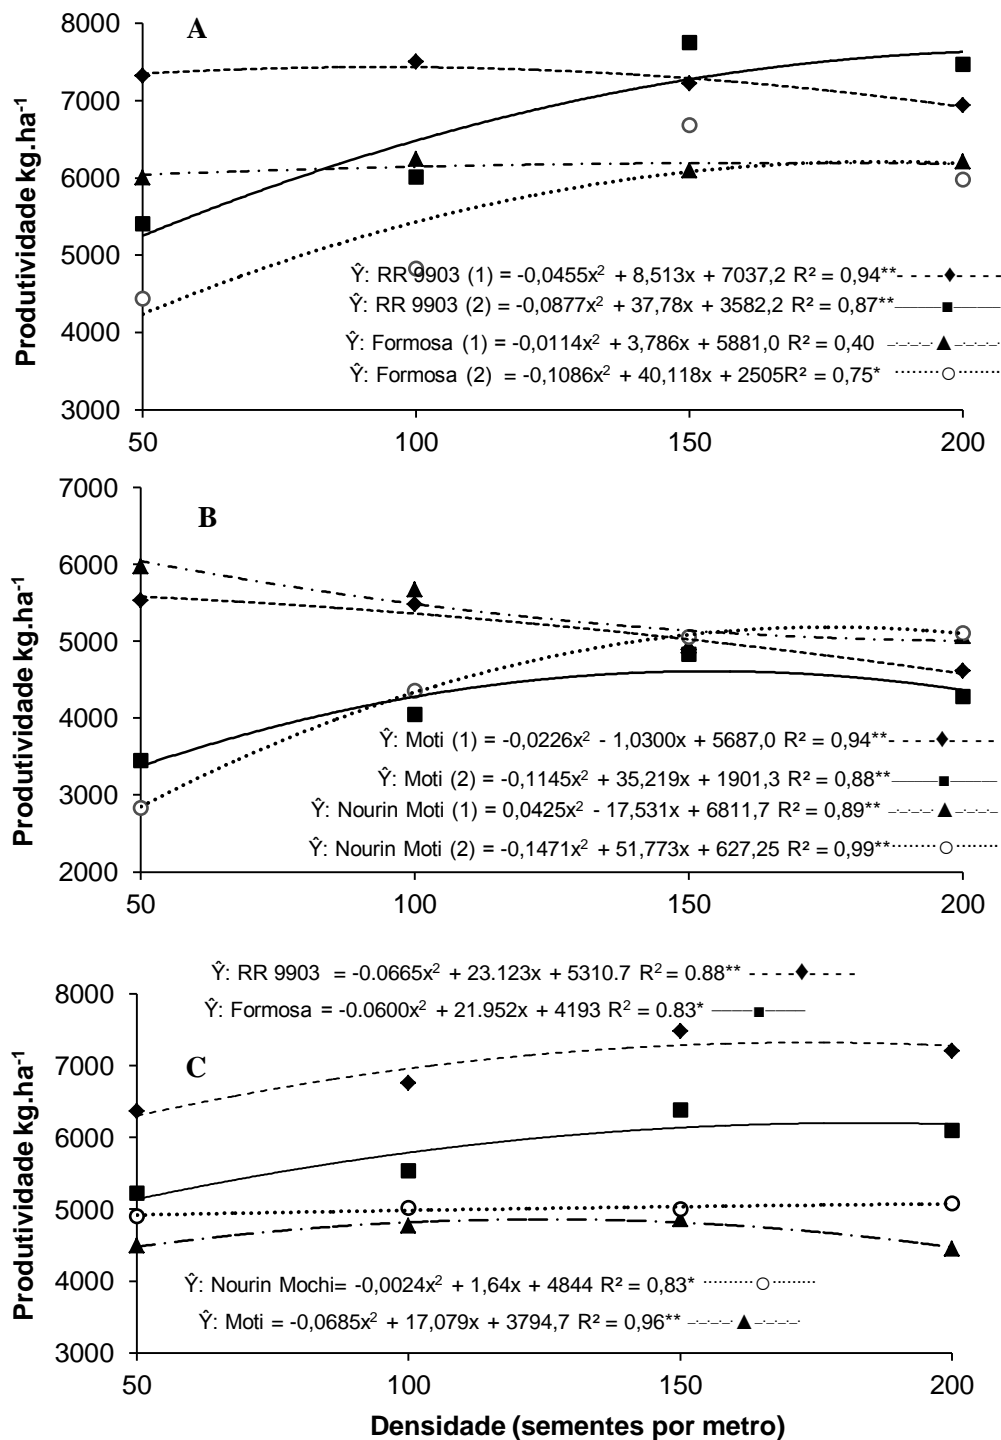 8000
A
7000
6000
5000
4000
3000
Produtividade kg.ha⁻¹
Ŷ: RR 9903 (1) = -0,0455x² + 8,513x + 7037,2 R² = 0,94**
Ŷ: RR 9903 (2) = -0,0877x² + 37,78x + 3582,2 R² = 0,87**
Ŷ: Formosa (1) = -0,0114x² + 3,786x + 5881,0 R² = 0,40
Ŷ: Formosa (2) = -0,1086x² + 40,118x + 2505R² = 0,75*
50 100 150 200
7000
B
6000
5000
4000
3000
2000
Produtividade kg.ha⁻¹
Ŷ: Moti (1) = -0,0226x² - 1,0300x + 5687,0 R² = 0,94**
Ŷ: Moti (2) = -0,1145x² + 35,219x + 1901,3 R² = 0,88**
Ŷ: Nourin Moti (1) = 0,0425x² - 17,531x + 6811,7 R² = 0,89**
Ŷ: Nourin Moti (2) = -0,1471x² + 51,773x + 627,25 R² = 0,99**
50 100 150 200
Ŷ: RR 9903 = -0.0665x² + 23.123x + 5310.7 R² = 0.88**
Ŷ: Formosa = -0.0600x² + 21.952x + 4193 R² = 0.83*
8000
C
7000
6000
5000
4000
3000
Produtividade kg.ha⁻¹
Ŷ: Nourin Mochi= -0,0024x² + 1,64x + 4844 R² = 0,83*
Ŷ: Moti = -0,0685x² + 17,079x + 3794,7 R² = 0,96**
50 100 150 200
Densidade (sementes por metro)